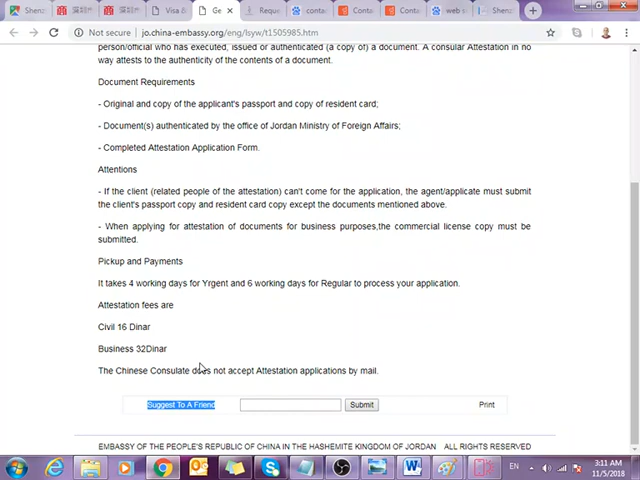 Shenz
深圳市
深圳市
Visa &
Ge
Reque
conta
Conta
Conta
web s
Shenz
Not secure
jo.china-embassy.org/eng/lsyw/t1505985.htm
person/official who has executed, issued or authenticated (a copy of) a document. A consular Attestation in no
way attests to the authenticity of the contents of a document.
Document Requirements
- Original and copy of the applicant's passport and copy of resident card;
- Document(s) authenticated by the office of Jordan Ministry of Foreign Affairs;
- Completed Attestation Application Form.
Attentions
- If the client (related people of the attestation) can't come for the application, the agent/applicate must submit
the client's passport copy and resident card copy except the documents mentioned above.
- When applying for attestation of documents for business purposes,the commercial license copy must be
submitted.
Pickup and Payments
It takes 4 working days for Yrgent and 6 working days for Regular to process your application.
Attestation fees are
Civil 16 Dinar
Business 32Dinar
The Chinese Consulate does not accept Attestation applications by mail.
Suggest To A Friend
Submit
Print
EMBASSY OF THE PEOPLE'S REPUBLIC OF CHINA IN THE HASHEMITE KINGDOM OF JORDAN ALL RIGHTS RESERVED
EN
3:11 AM
11/5/2018